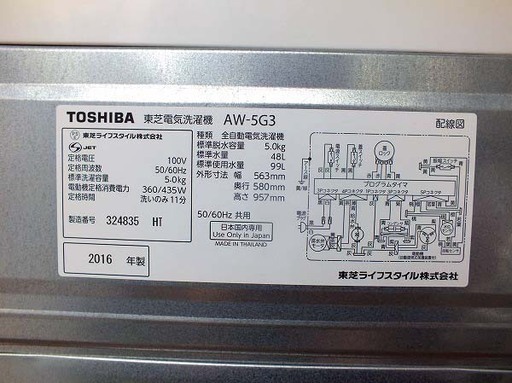 TOSHIBA 東芝電気洗濯機 AW-5G3
配線図
東芝ライフスタイル株式会社
JET
定格電圧 100V
定格周波数 50/60Hz
標準洗濯容量 5.0kg
電動機定格消費電力 360/435W
定格時間 洗いのみ 11分
製造番号 324835 HT
2016 年製
種類 全自動電気洗濯機
標準脱水容量 5.0kg
標準水量 48L
標準使用水量 99L
外形寸法 幅 563mm
奥行 580mm
高さ 957mm
50/60Hz 共用
日本国内専用
Use Only in Japan
MADE IN THAILAND
プログラムタイマ
東芝ライフスタイル株式会社